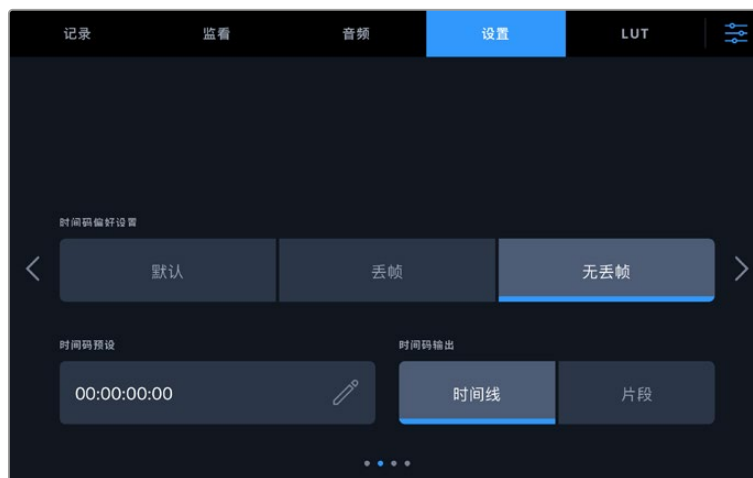 记录 监看 音频 设置 LUT
时间码偏好设置
默认 丢帧 无丢帧
时间码预设 时间码输出
00:00:00:00 时间线 片段